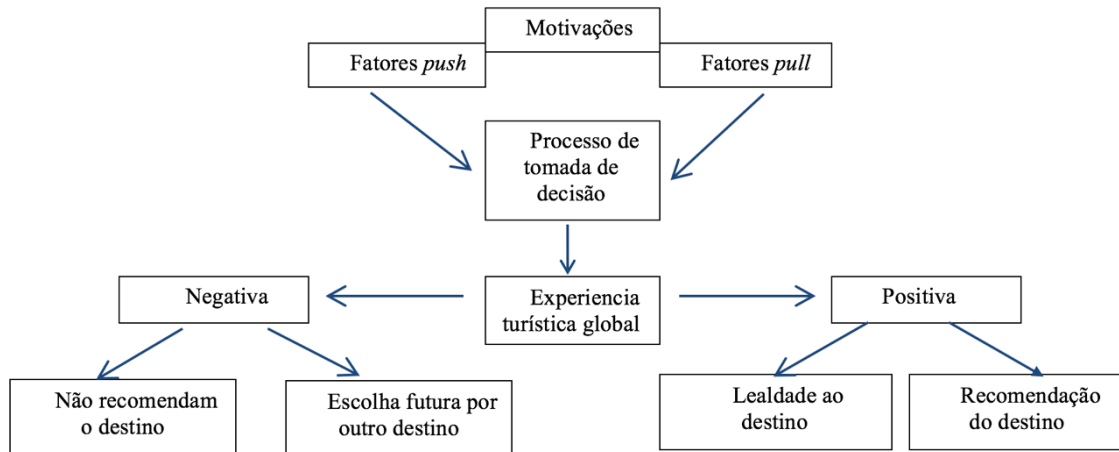 Motivações
Fatores push
Fatores pull
Processo de
tomada de
decisão
Negativa
Experiencia
turística global
Positiva
Não recomendam
o destino
Escolha futura por
outro destino
Lealdade ao
destino
Recomendação
do destino